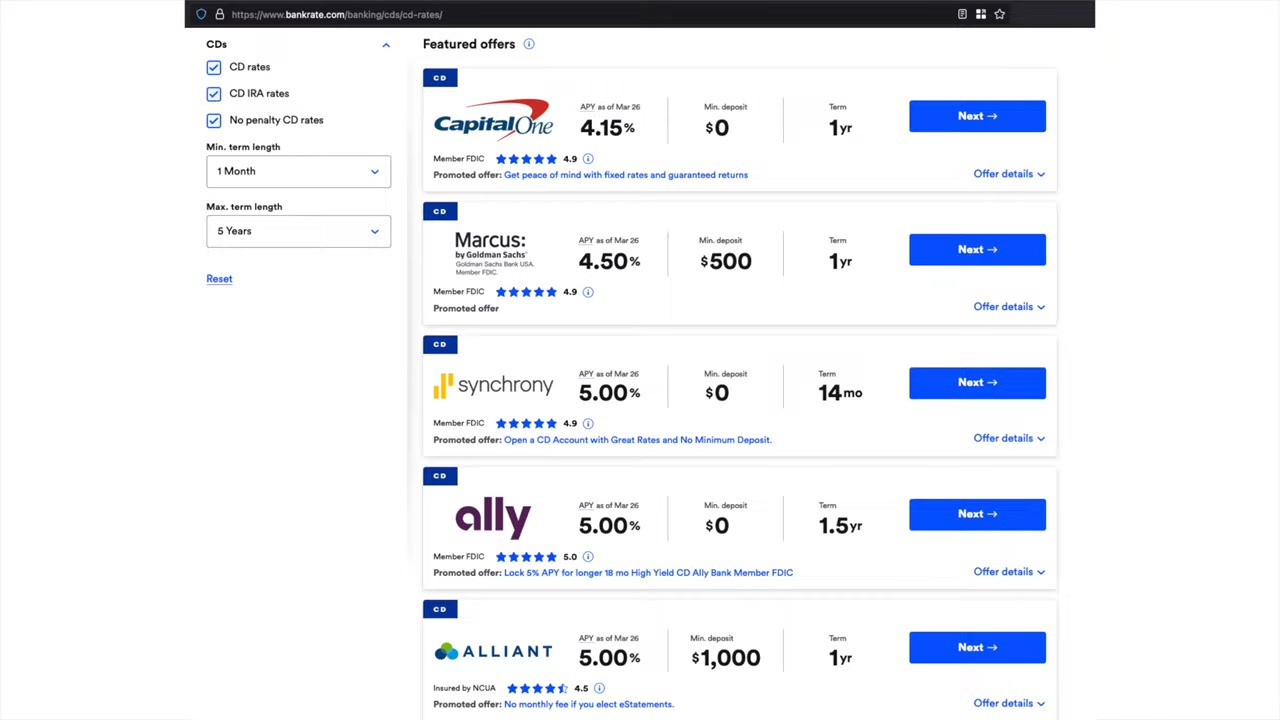 https://www.bankrate.com/banking/cds/cd-rates/
CDs
CD rates
CD IRA rates
No penalty CD rates
Min. term length
1 Month
Max. term length
5 Years
Reset
Featured offers
CD
Capital One
APY as of Mar 26
4.15%
Min. deposit
$0
Term
1yr
Next →
Member FDIC 4.9
Promoted offer: Get peace of mind with fixed rates and guaranteed returns
Offer details
CD
Marcus:
by Goldman Sachs®
Goldman Sachs Bank USA.
Member FDIC.
APY as of Mar 26
4.50%
Min. deposit
$500
Term
1yr
Next →
Member FDIC 4.9
Promoted offer
Offer details
CD
synchrony
APY as of Mar 26
5.00%
Min. deposit
$0
Term
14mo
Next →
Member FDIC 4.9
Promoted offer: Open a CD Account with Great Rates and No Minimum Deposit.
Offer details
CD
ally
APY as of Mar 26
5.00%
Min. deposit
$0
Term
1.5yr
Next →
Member FDIC 5.0
Promoted offer: Lock 5% APY for longer 18 mo High Yield CD Ally Bank Member FDIC
Offer details
CD
ALLIANT
APY as of Mar 26
5.00%
Min. deposit
$1,000
Term
1yr
Next →
Insured by NCUA 4.5
Promoted offer: No monthly fee if you elect eStatements.
Offer details